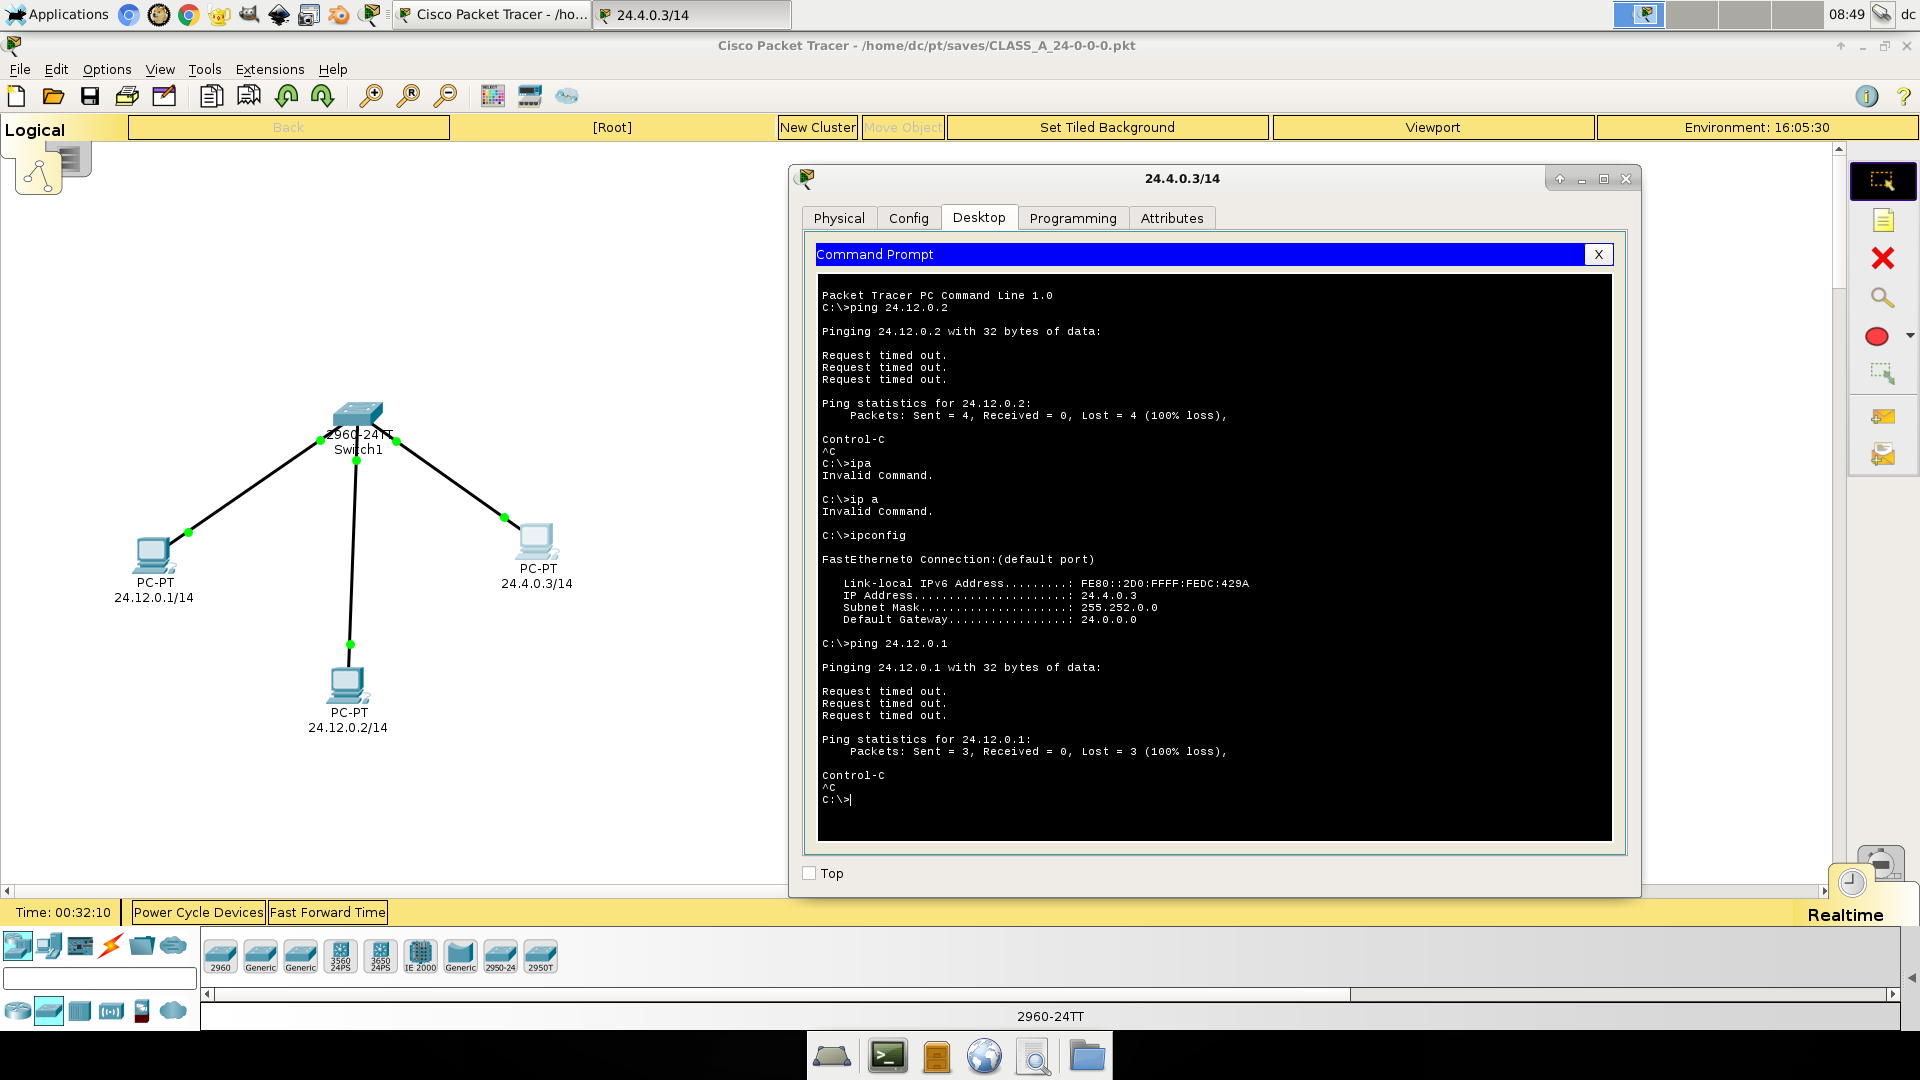 Applications
Cisco Packet Tracer - /ho...
24.4.0.3/14
08:49
dc
Cisco Packet Tracer - /home/dc/pt/saves/CLASS_A_24-0-0-0.pkt
File Edit Options View Tools Extensions Help
Logical
Back
[Root]
New Cluster
Move Object
Set Tiled Background
Viewport
Environment: 16:05:30
24.4.0.3/14
Physical Config Desktop Programming Attributes
Command Prompt
X
Packet Tracer PC Command Line 1.0
C:\>ping 24.12.0.2
Pinging 24.12.0.2 with 32 bytes of data:
Request timed out.
Request timed out.
Request timed out.
Ping statistics for 24.12.0.2:
Packets: Sent = 4, Received = 0, Lost = 4 (100% loss),
Control-C
^C
C:\>ipa
Invalid Command.
C:\>ip a
Invalid Command.
C:\>ipconfig
FastEthernet0 Connection:(default port)
Link-local IPv6 Address.........: FE80::2D0:FFFF:FEDC:429A
IP Address......................: 24.4.0.3
Subnet Mask.....................: 255.252.0.0
Default Gateway.................: 24.0.0.0
C:\>ping 24.12.0.1
Pinging 24.12.0.1 with 32 bytes of data:
Request timed out.
Request timed out.
Request timed out.
Ping statistics for 24.12.0.1:
Packets: Sent = 3, Received = 0, Lost = 3 (100% loss),
Control-C
^C
C:\>
Top
2960-24TT
Switch1
PC-PT
24.12.0.1/14
PC-PT
24.4.0.3/14
PC-PT
24.12.0.2/14
Time: 00:32:10
Power Cycle Devices
Fast Forward Time
Realtime
2960
Generic
Generic
3560
24PS
3650
24PS
IE 2000
Generic
2950-24
2950T
2960-24TT